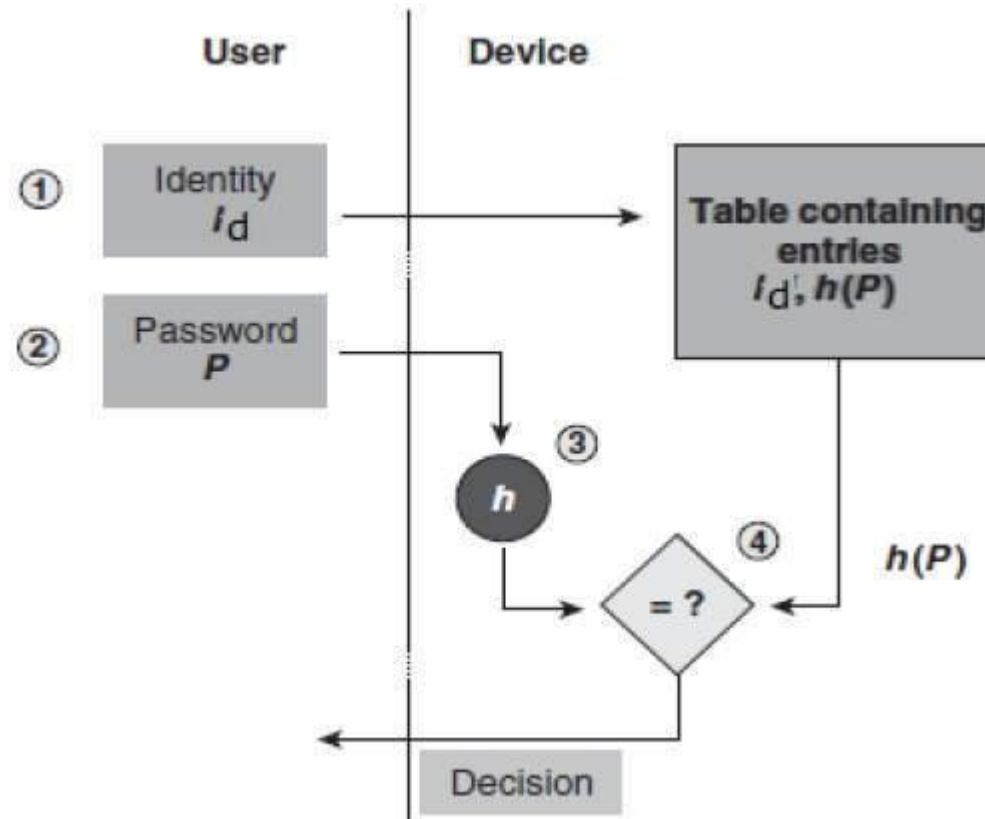 User
Device
①
Identity
id
Table containing
entries
id', h(P)
②
Password
P
③
h
④
= ?
h(P)
Decision